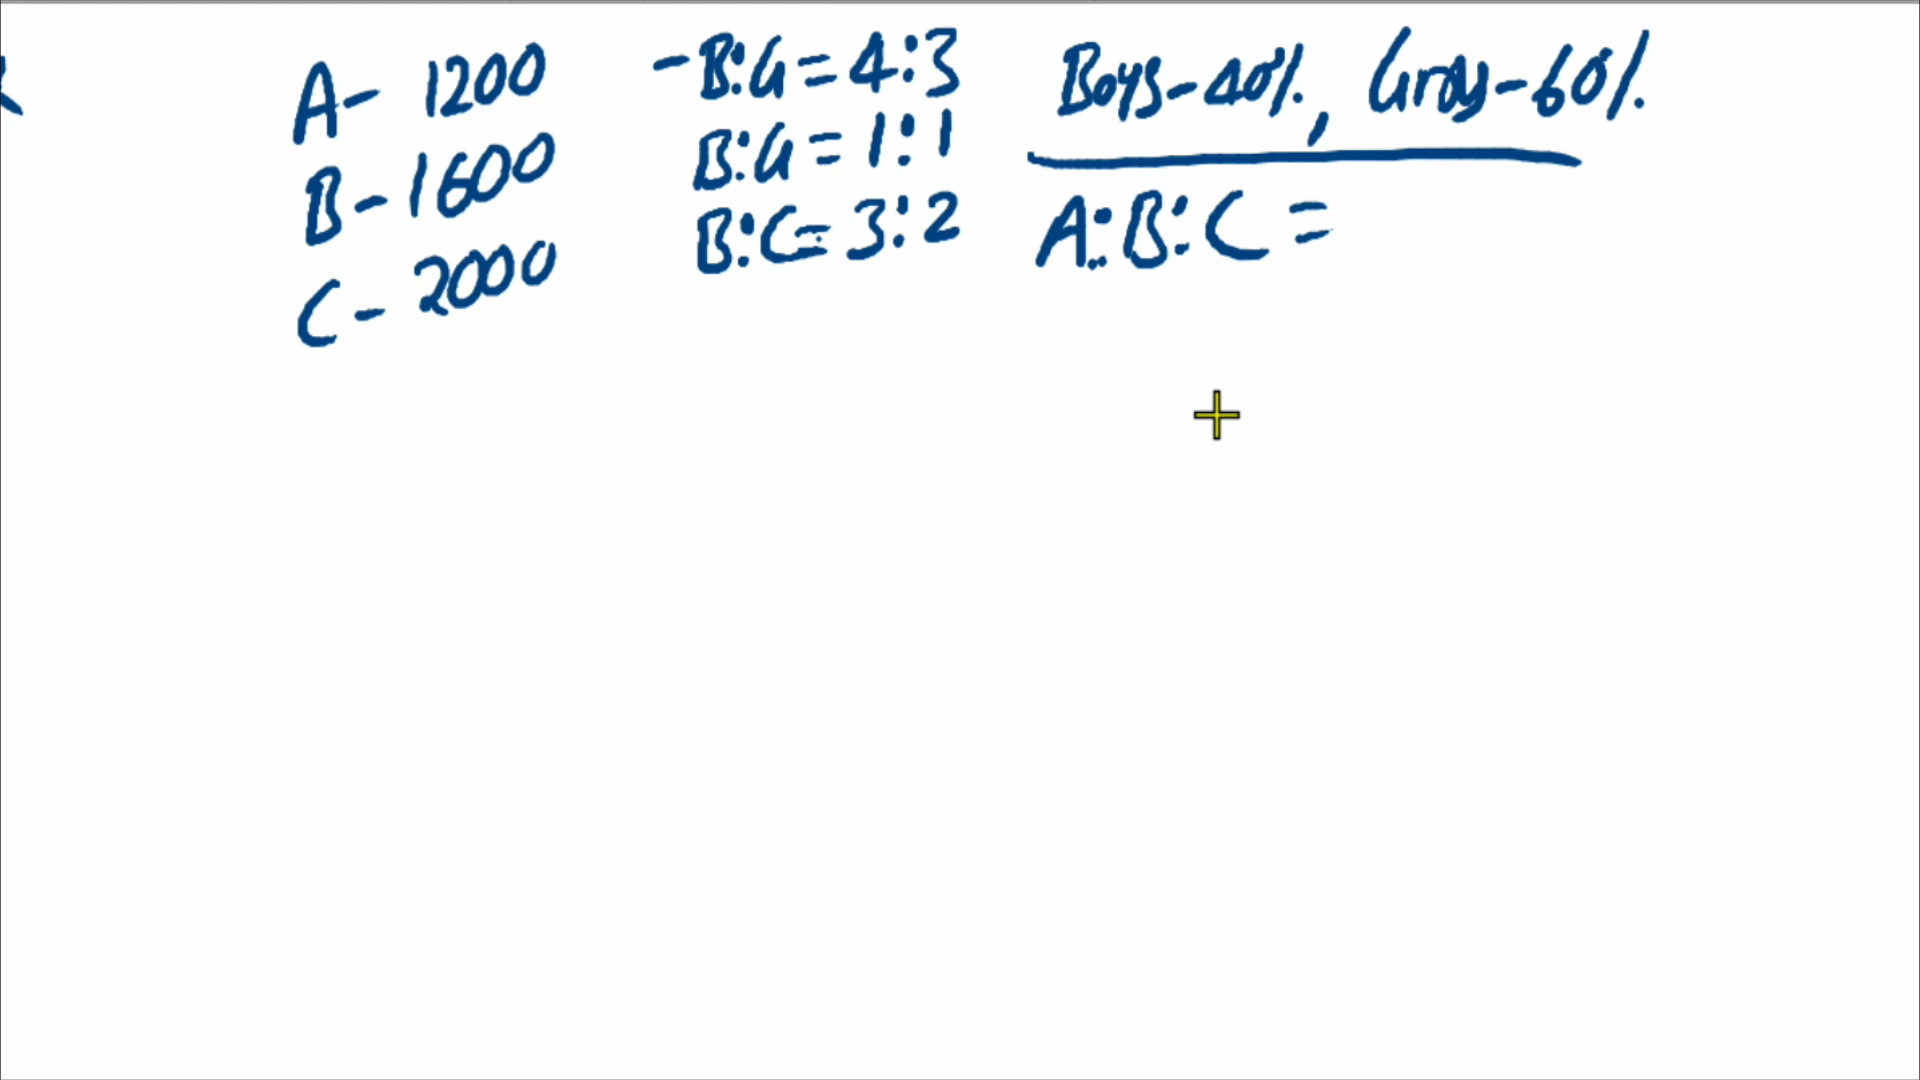 A- 1200 -B:G = 4:3 Boys-40%, Girls-60%.
B-1600 B:G = 1:1
C- 2000 B:C= 3:2 A:B:C =